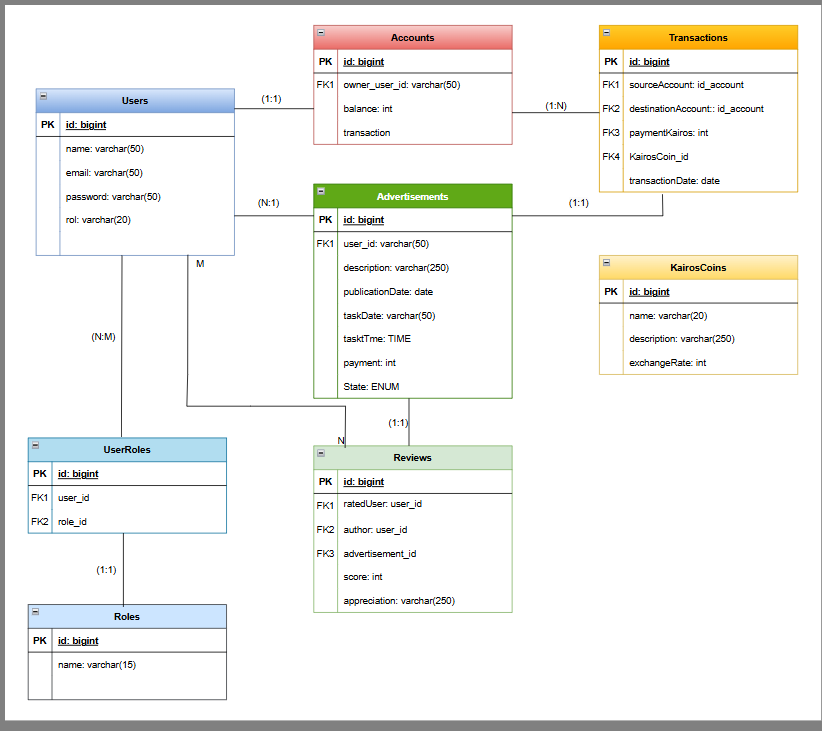 Accounts
PK id: bigint
FK1 owner_user_id: varchar(50)
balance: int
transaction
Transactions
PK id: bigint
FK1 sourceAccount: id_account
FK2 destinationAccount:: id_account
FK3 paymentKairos: int
FK4 KairosCoin_id
transactionDate: date
Users
PK id: bigint
name: varchar(50)
email: varchar(50)
password: varchar(50)
rol: varchar(20)
(1:1)
(1:N)
(N:1)
Advertisements
PK id: bigint
FK1 user_id: varchar(50)
description: varchar(250)
publicationDate: date
taskDate: varchar(50)
tasktTme: TIME
payment: int
State: ENUM
(1:1)
KairosCoins
PK id: bigint
name: varchar(20)
description: varchar(250)
exchangeRate: int
M
(N:M)
(1:1)
N
UserRoles
PK id: bigint
FK1 user_id
FK2 role_id
Reviews
PK id: bigint
FK1 ratedUser: user_id
FK2 author: user_id
FK3 advertisement_id
score: int
appreciation: varchar(250)
(1:1)
Roles
PK id: bigint
name: varchar(15)